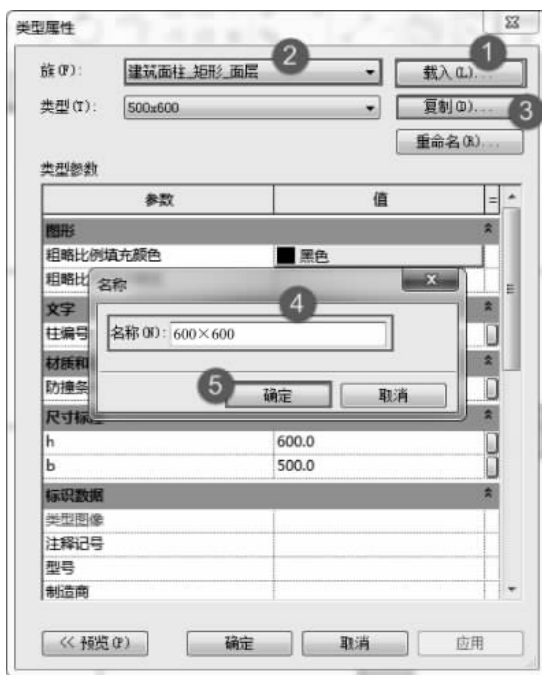 类型属性
1
2
族(F): 建筑面柱_矩形_面层 载入(L)...
类型(T): 500x600 复制(D)... 3
重命名(R)...
类型参数
参数 值 =
图形
粗略比例填充颜色 黑色
粗略比
名称
4
文字
柱编号
名称(N): 600×600
材质和
5
防撞条
确定 取消
尺寸标注
h 600.0
b 500.0
标识数据
类型图像
注释记号
型号
制造商
<< 预览(P) 确定 取消 应用